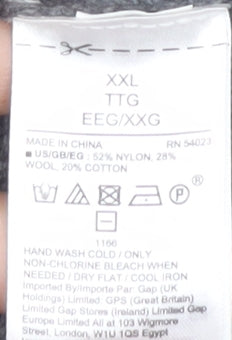 XXL
TTG
EEG/XXG
MADE IN CHINA RN 54023
■ US/GB/EG : 52% NYLON, 28%
WOOL, 20% COTTON
P
®
1166
HAND WASH COLD / ONLY
NON-CHLORINE BLEACH WHEN
NEEDED / DRY FLAT / COOL IRON
Imported By/Importe Par: Gap (UK
Holdings) Limited. GPS (Great Britain)
Limited Gap Stores (Ireland) Limited Gap
Europe Limited All at 103 Wigmore
Street, London, W1U 1QS Egypt